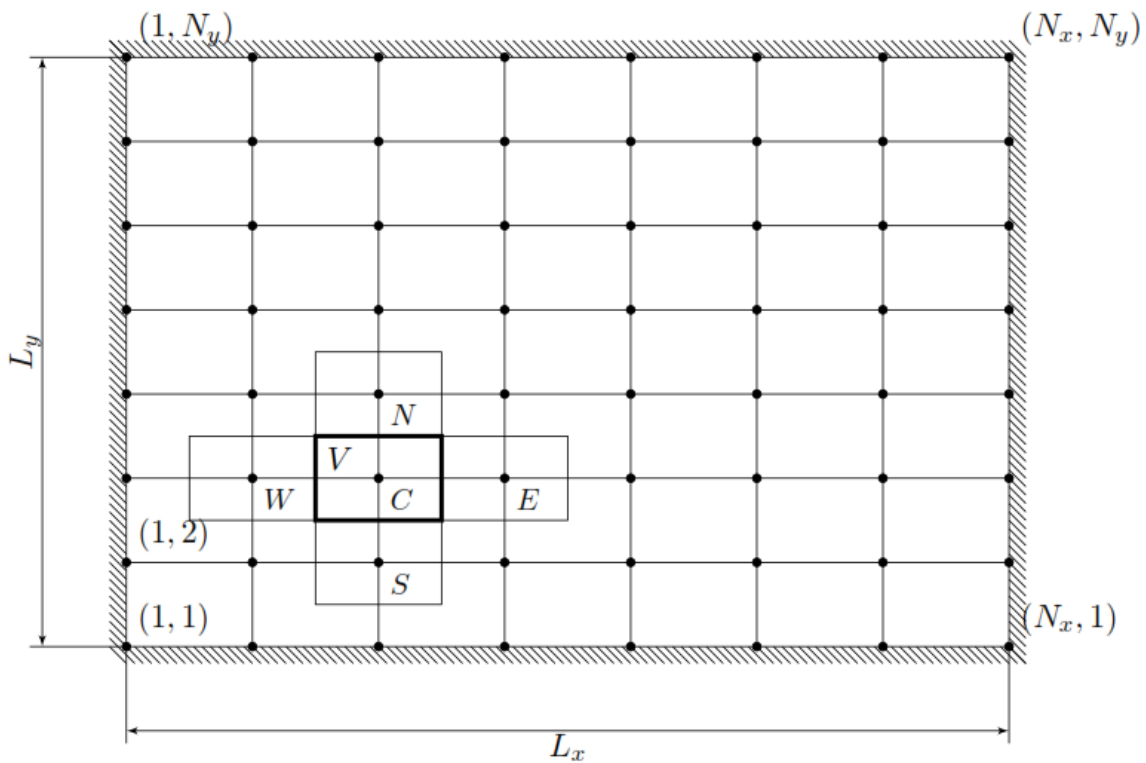 (1, N_y)
(N_x, N_y)
L_y
N
V
W
C
E
(1, 2)
S
(1, 1)
(N_x, 1)
L_x